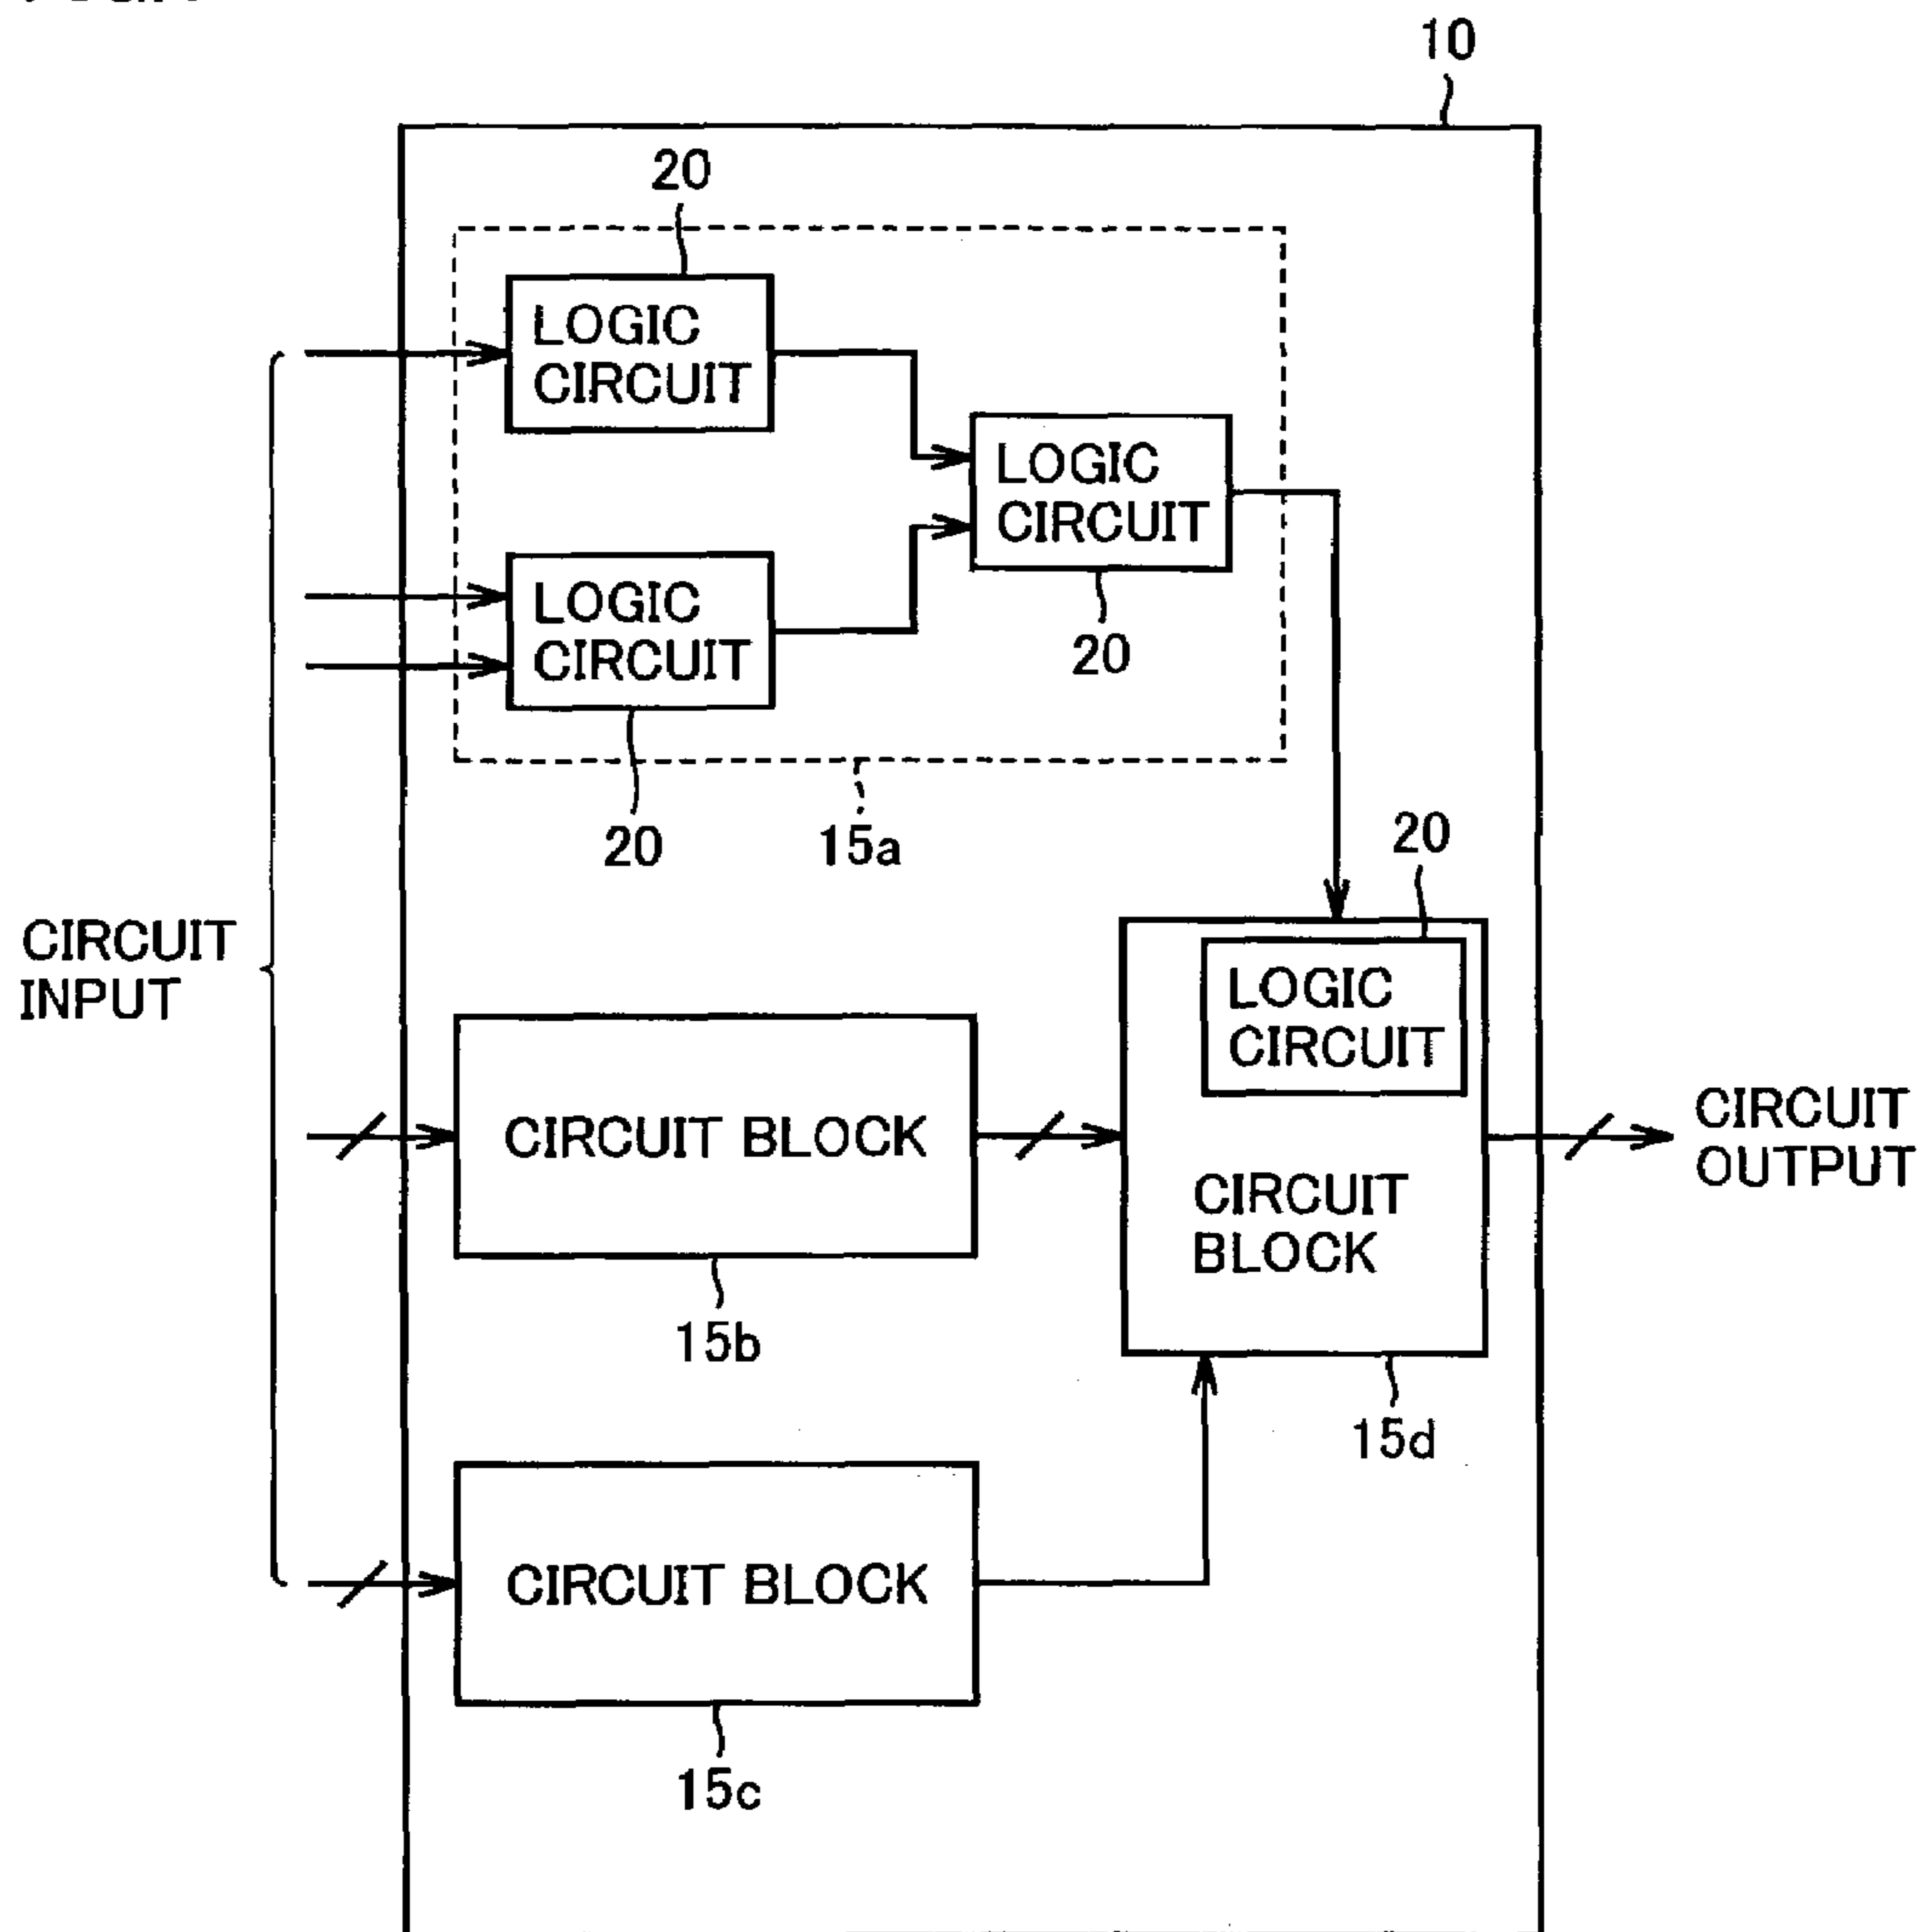 10
20
LOGIC
CIRCUIT
LOGIC
CIRCUIT
LOGIC
CIRCUIT
20
20
15a
20
CIRCUIT
INPUT
LOGIC
CIRCUIT
CIRCUIT BLOCK
CIRCUIT
BLOCK
CIRCUIT
OUTPUT
15b
15d
CIRCUIT BLOCK
15c